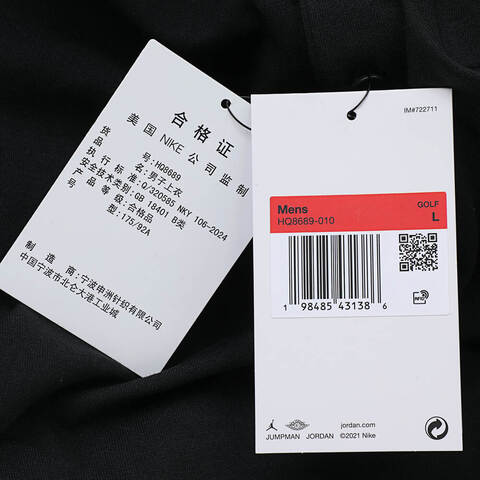 合格证
美国 NIKE 公司监制
货 号: HQ8689
品 名: 男子上衣
执行标准: Q/320585 NKY 106-2024
安全技术类别: GB 18401 B类
产品等级: 合格品
型: 175/92A
制造商: 宁波申洲针织有限公司
中国宁波市北仑大港工业城
IM#722711
Mens
GOLF
HQ8689-010
L
RFID
1 98485 43138 6
JUMPMAN JORDAN
jordan.com
©2021 Nike